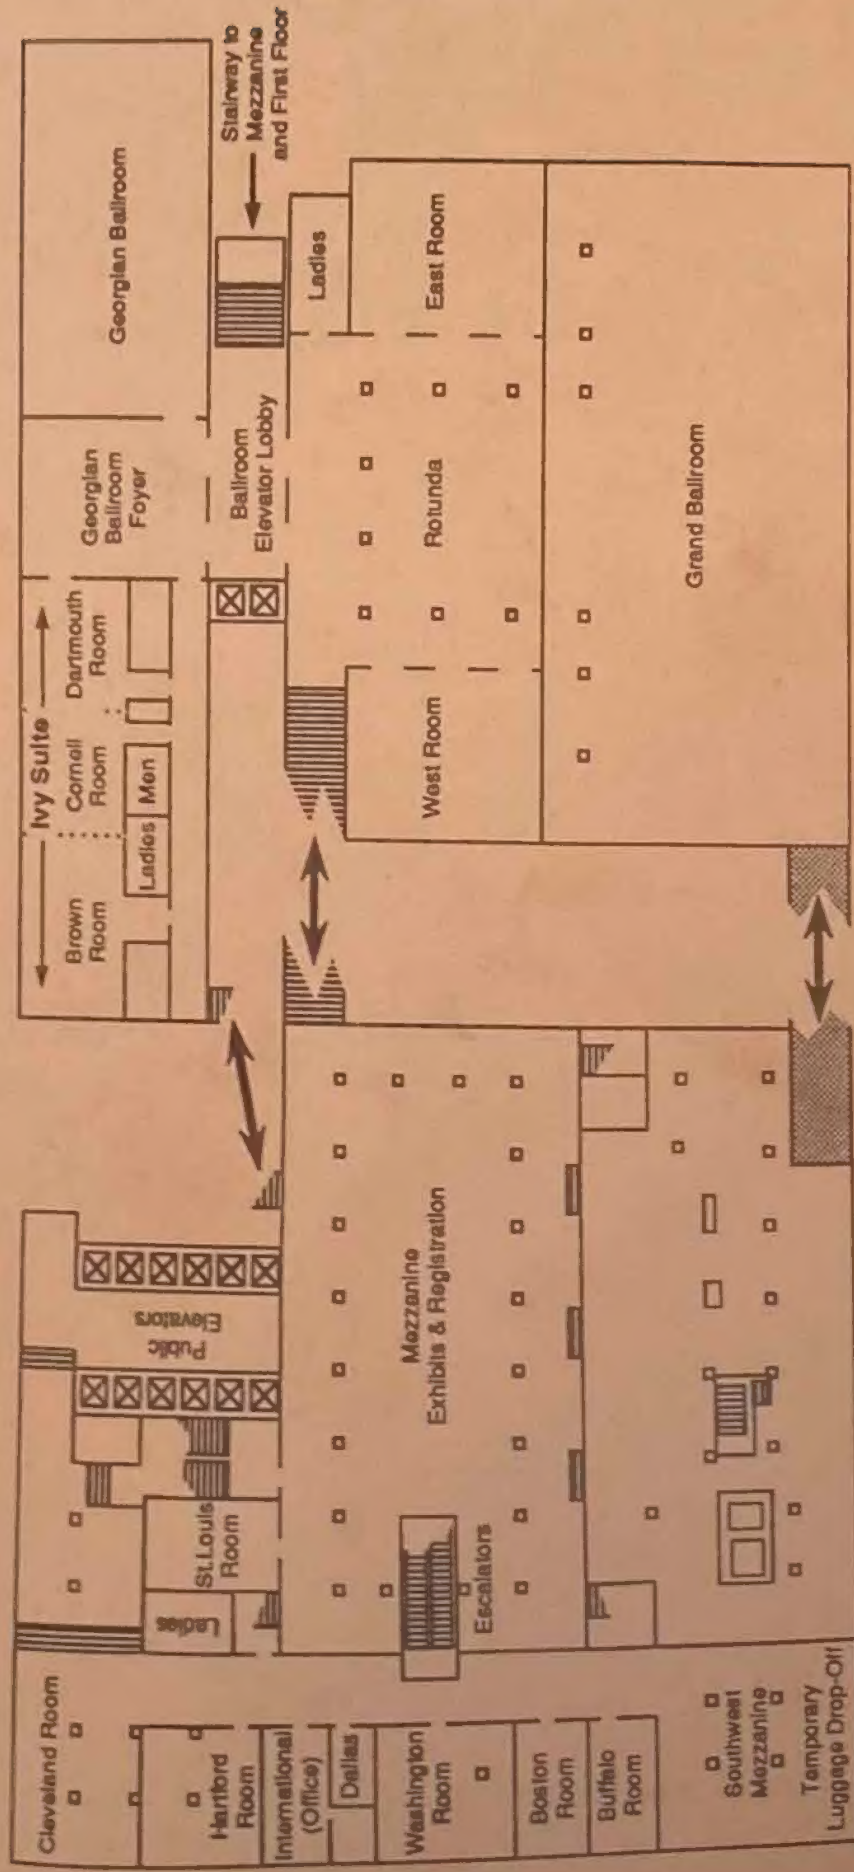 Stairway to
Mezzanine
and First Floor
Georgian Ballroom
Ladies
East Room
Georgian
Ballroom
Foyer
Ballroom
Elevator Lobby
Rotunda
Grand Ballroom
Ivy Suite
Dartmouth
Room
Cornell
Room
Brown
Room
Men
Ladies
West Room
Public
Elevators
Mezzanine
Exhibits & Registration
St.Louis
Room
Ladies
Escalators
Cleveland Room
Hartford
Room
International
(Office)
Dallas
Washington
Room
Boston
Room
Buffalo
Room
Southwest
Mezzanine
Temporary
Luggage Drop-Off